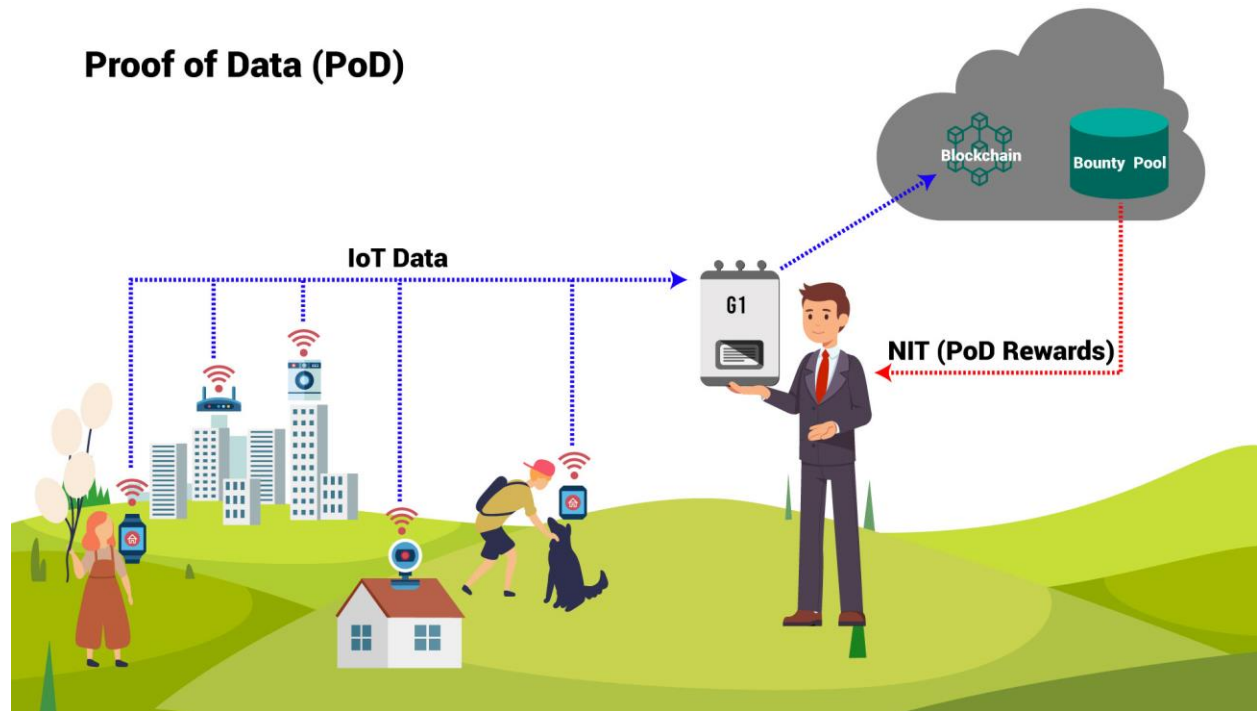 Proof of Data (PoD)
Blockchain
Bounty Pool
IoT Data
G1
NIT (PoD Rewards)